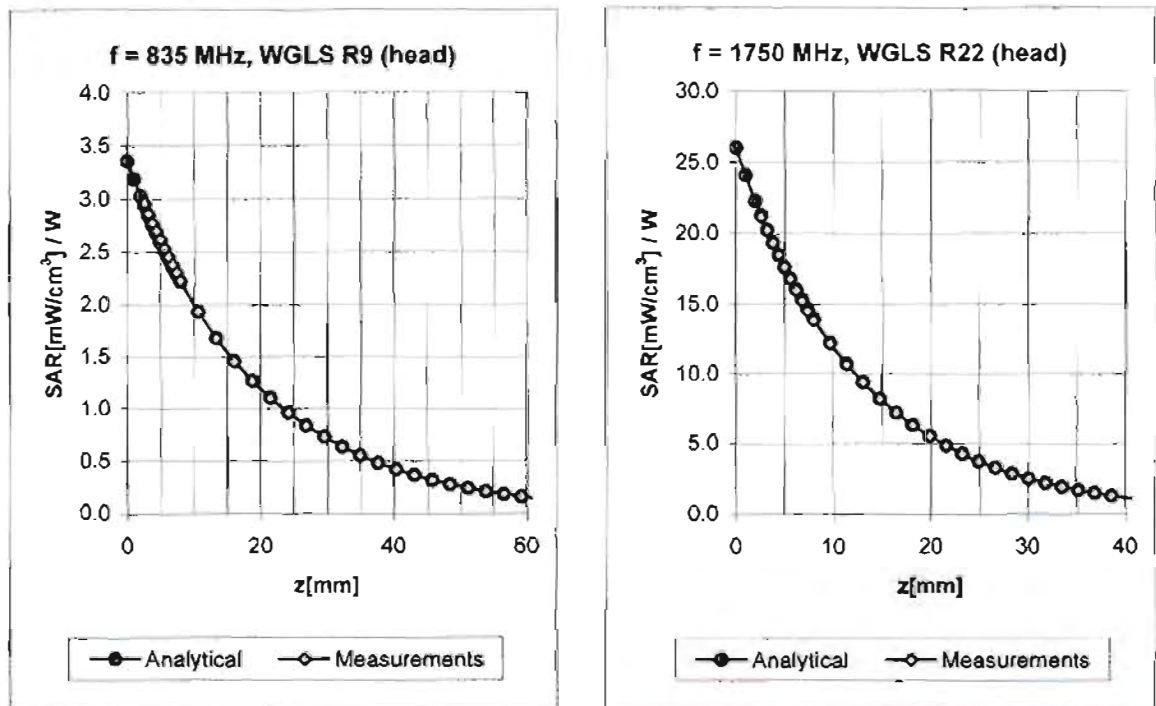 f = 835 MHz, WGLS R9 (head)
4.0
3.5
3.0
2.5
2.0
1.5
1.0
0.5
0.0
SAR[mW/cm³] / W
0 20 40 60
z[mm]
Analytical Measurements
f = 1750 MHz, WGLS R22 (head)
30.0
25.0
20.0
15.0
10.0
5.0
0.0
SAR[mW/cm³] / W
0 10 20 30 40
z[mm]
Analytical Measurements